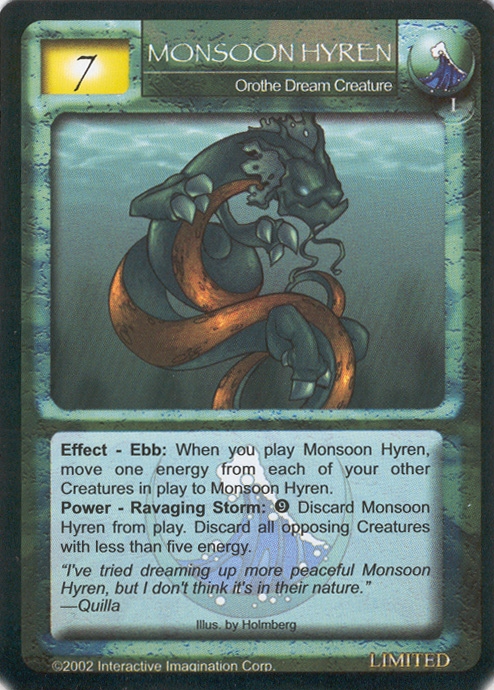 7
MONSOON HYREN
Orothe Dream Creature
1
Effect - Ebb: When you play Monsoon Hyren,
move one energy from each of your other
Creatures in play to Monsoon Hyren.
Power - Ravaging Storm: 9 Discard Monsoon
Hyren from play. Discard all opposing Creatures
with less than five energy.
“I've tried dreaming up more peaceful Monsoon
Hyren, but I don't think it's in their nature.”
—Quilla
Illus. by Holmberg
©2002 Interactive Imagination Corp.
LIMITED